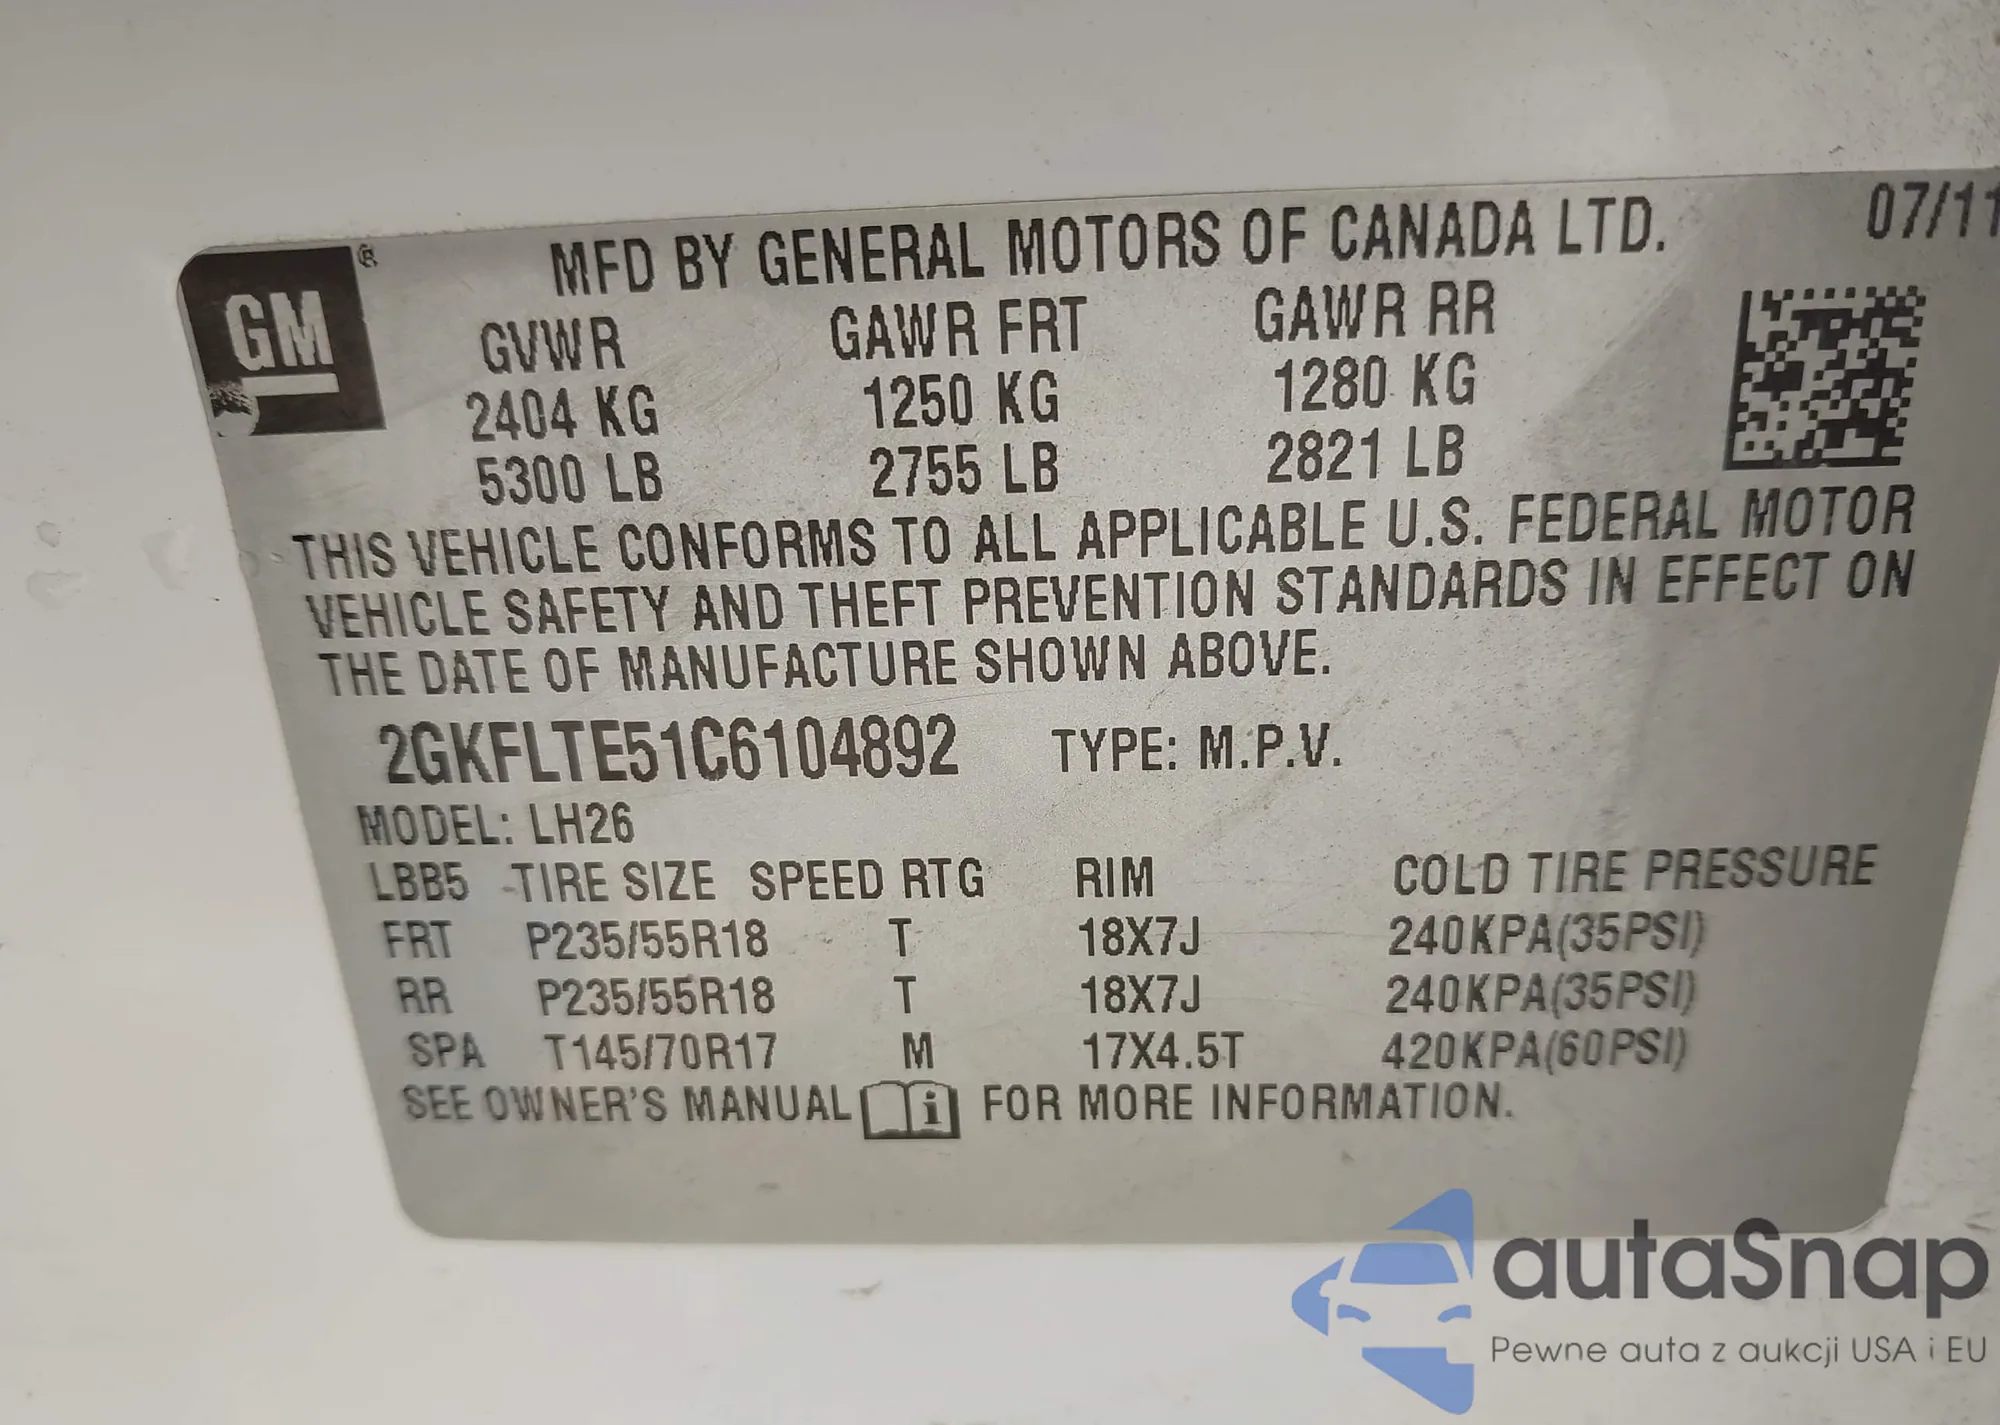 MFD BY GENERAL MOTORS OF CANADA LTD. 07/11
GM ®
GVWR GAWR FRT GAWR RR
2404 KG 1250 KG 1280 KG
5300 LB 2755 LB 2821 LB
THIS VEHICLE CONFORMS TO ALL APPLICABLE U.S. FEDERAL MOTOR
VEHICLE SAFETY AND THEFT PREVENTION STANDARDS IN EFFECT ON
THE DATE OF MANUFACTURE SHOWN ABOVE.
2GKFLTE51C6104892 TYPE: M.P.V.
MODEL: LH26
LBB5 TIRE SIZE SPEED RTG RIM COLD TIRE PRESSURE
FRT P235/55R18 T 18X7J 240KPA(35PSI)
RR P235/55R18 T 18X7J 240KPA(35PSI)
SPA T145/70R17 M 17X4.5T 420KPA(60PSI)
SEE OWNER'S MANUAL i FOR MORE INFORMATION.
autaSnap
Pewne auta z aukcji USA i EU